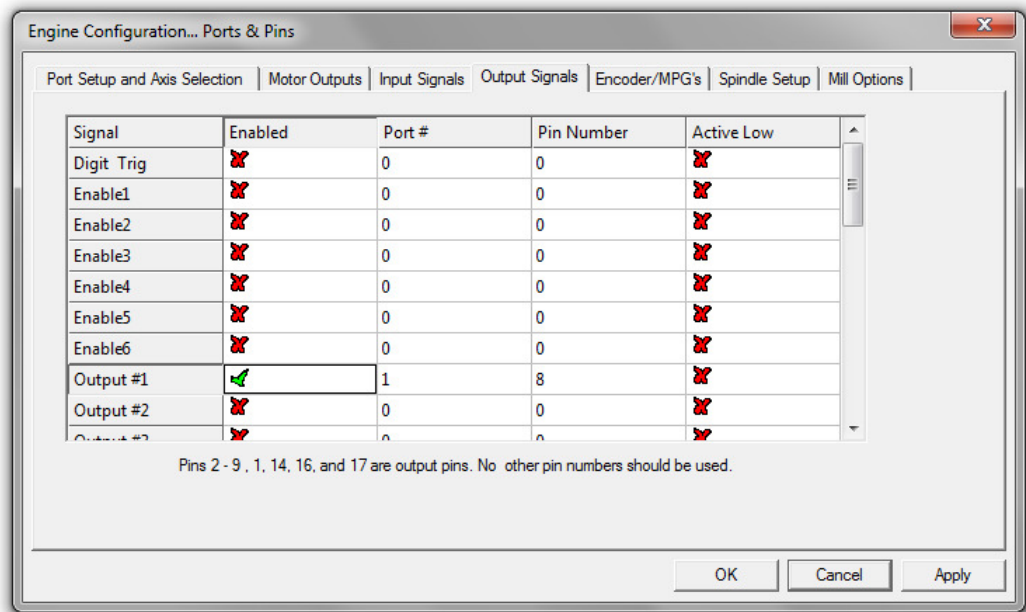 Engine Configuration... Ports & Pins
Port Setup and Axis Selection Motor Outputs Input Signals Output Signals Encoder/MPG's Spindle Setup Mill Options
Signal Enabled Port # Pin Number Active Low
Digit Trig 0 0
Enable1 0 0
Enable2 0 0
Enable3 0 0
Enable4 0 0
Enable5 0 0
Enable6 0 0
Output #1 1 8
Output #2 0 0
Output #3 0 0
Pins 2 - 9 , 1, 14, 16, and 17 are output pins. No other pin numbers should be used.
OK Cancel Apply